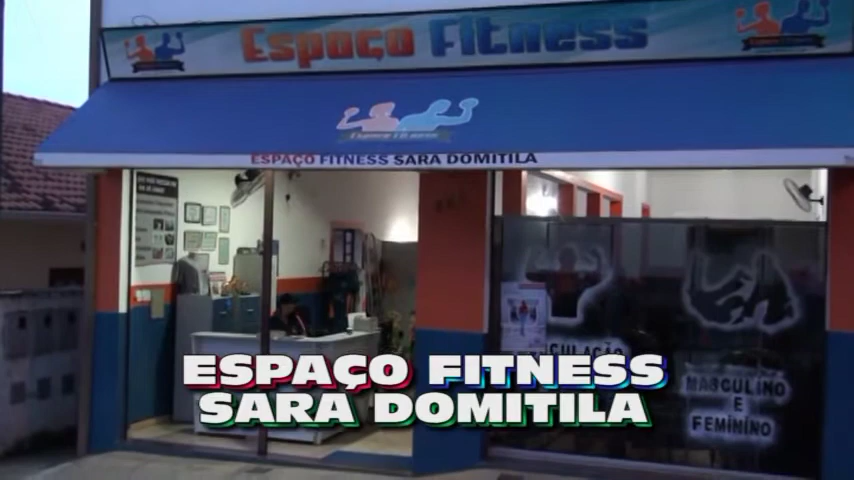 Espaço Fitness
ESPAÇO FITNESS SARA DOMITILA
ESPAÇO FITNESS
SARA DOMITILA
MASCULINO
E
FEMININO